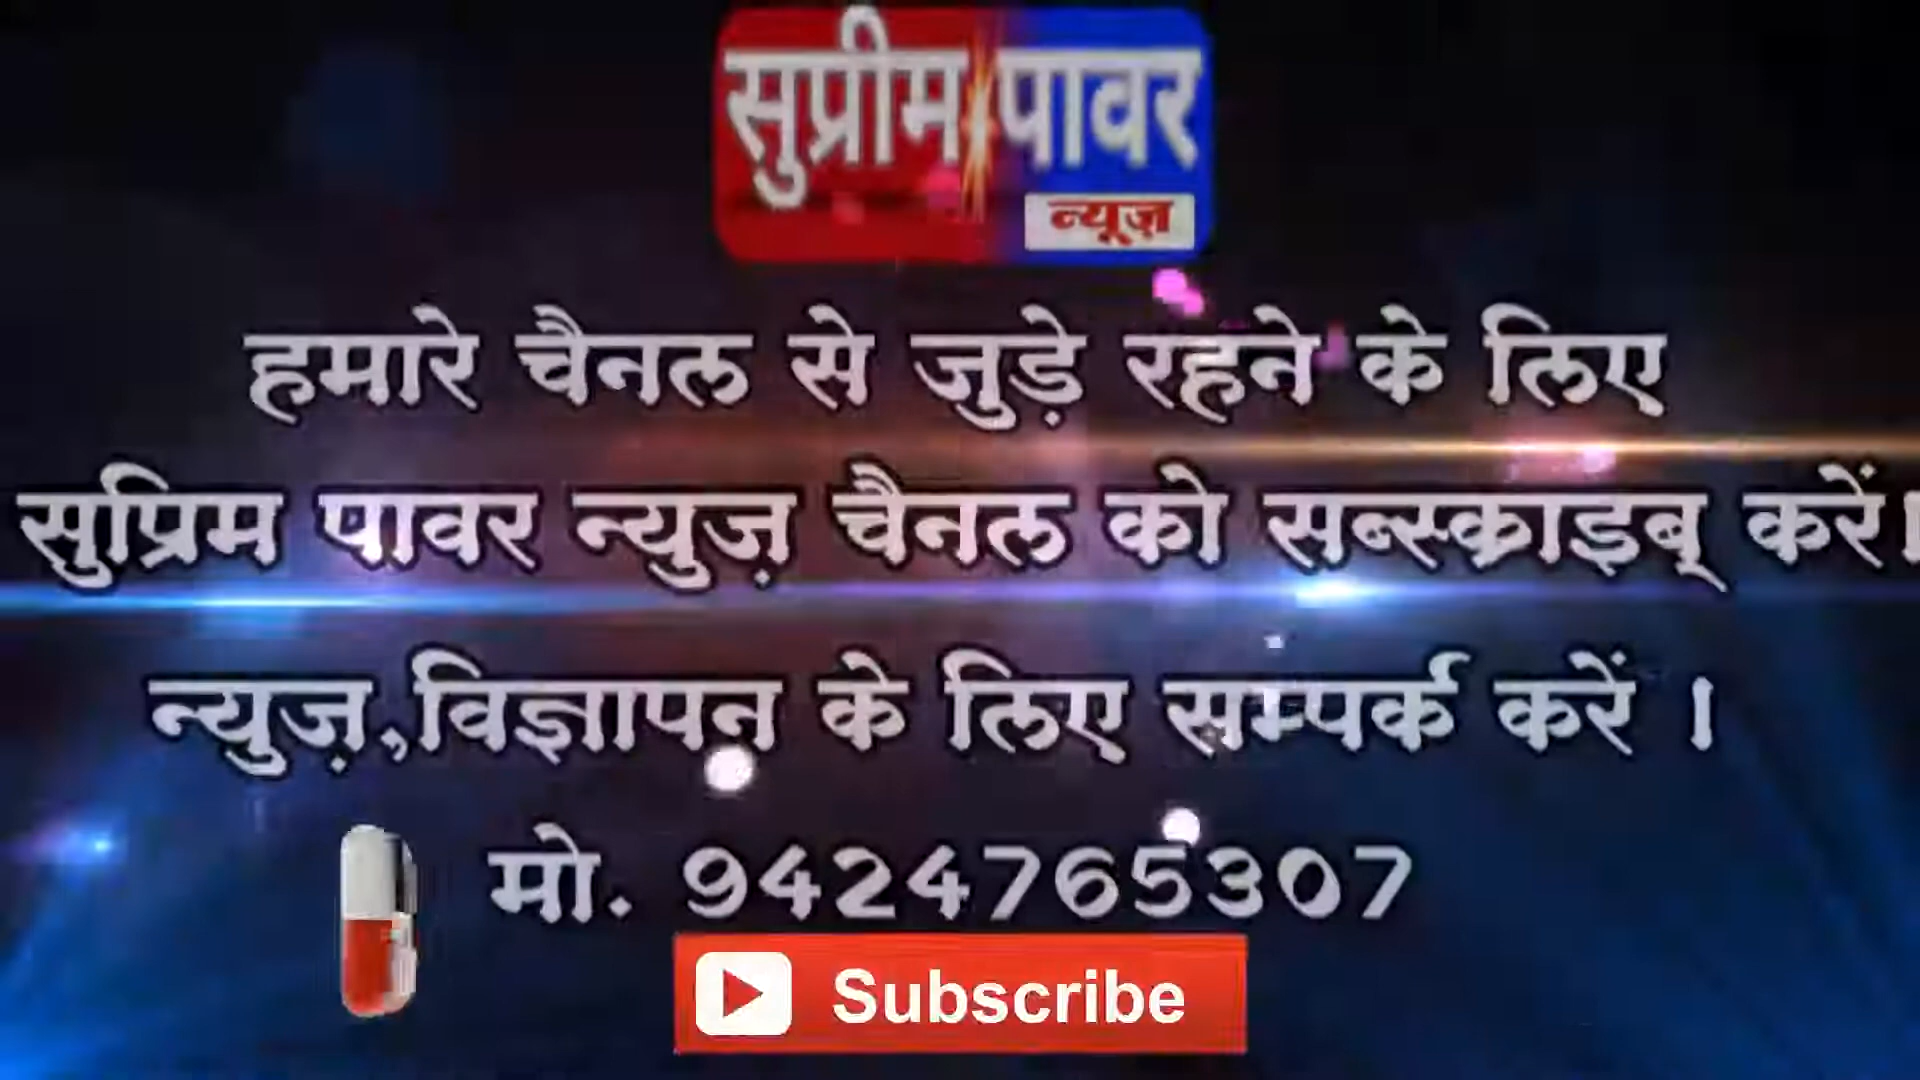 सुप्रीम पावर
न्यूज़
हमारे चैनल से जुड़े रहने के लिए
सुप्रिम पावर न्युज़ चैनल को सब्स्क्राइब् करें।
न्युज़,विज्ञापन के लिए सम्पर्क करें ।
मो. 9424765307
Subscribe